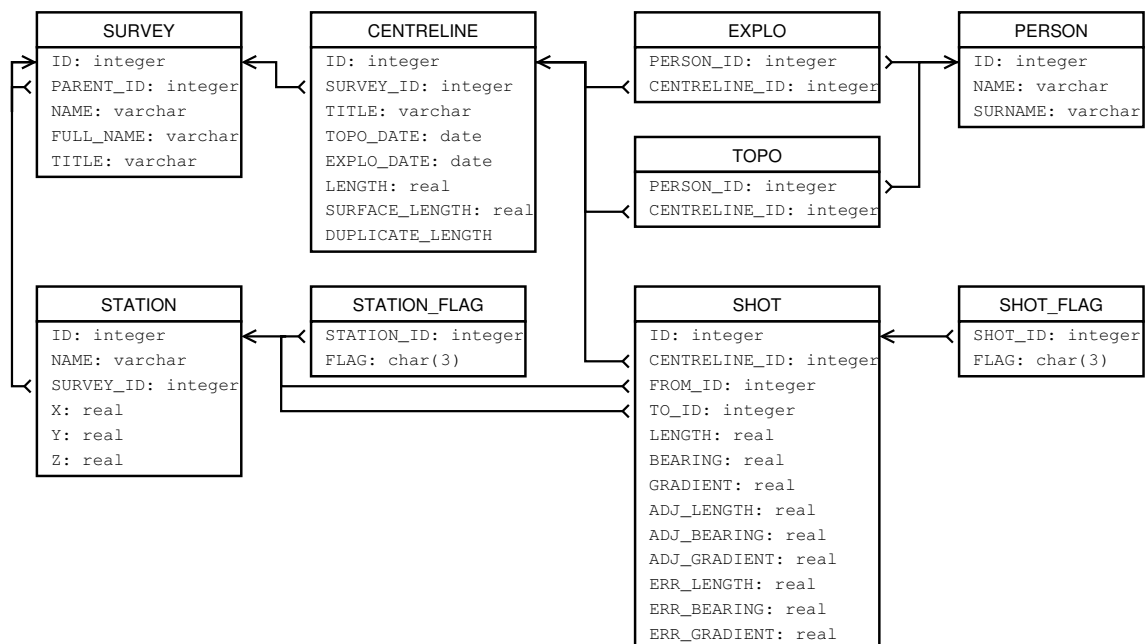 SURVEY
ID: integer
PARENT_ID: integer
NAME: varchar
FULL_NAME: varchar
TITLE: varchar
CENTRELINE
ID: integer
SURVEY_ID: integer
TITLE: varchar
TOPO_DATE: date
EXPLO_DATE: date
LENGTH: real
SURFACE_LENGTH: real
DUPLICATE_LENGTH
EXPLO
PERSON_ID: integer
CENTRELINE_ID: integer
PERSON
ID: integer
NAME: varchar
SURNAME: varchar
TOPO
PERSON_ID: integer
CENTRELINE_ID: integer
STATION
ID: integer
NAME: varchar
SURVEY_ID: integer
X: real
Y: real
Z: real
STATION_FLAG
STATION_ID: integer
FLAG: char(3)
SHOT
ID: integer
CENTRELINE_ID: integer
FROM_ID: integer
TO_ID: integer
LENGTH: real
BEARING: real
GRADIENT: real
ADJ_LENGTH: real
ADJ_BEARING: real
ADJ_GRADIENT: real
ERR_LENGTH: real
ERR_BEARING: real
ERR_GRADIENT: real
SHOT_FLAG
SHOT_ID: integer
FLAG: char(3)